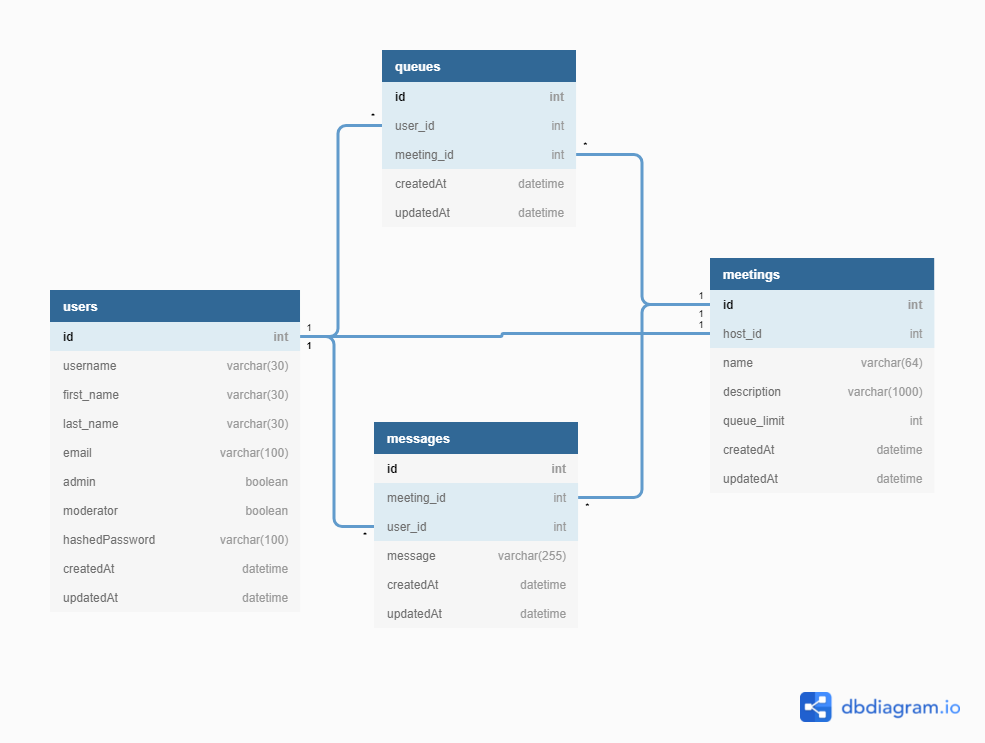 queues
id int
user_id int
meeting_id int
createdAt datetime
updatedAt datetime
*
*
users
id int
username varchar(30)
first_name varchar(30)
last_name varchar(30)
email varchar(100)
admin boolean
moderator boolean
hashedPassword varchar(100)
createdAt datetime
updatedAt datetime
1
1
messages
id int
meeting_id int
user_id int
message varchar(255)
createdAt datetime
updatedAt datetime
*
*
meetings
id int
host_id int
name varchar(64)
description varchar(1000)
queue_limit int
createdAt datetime
updatedAt datetime
1
1
1
dbdiagram.io